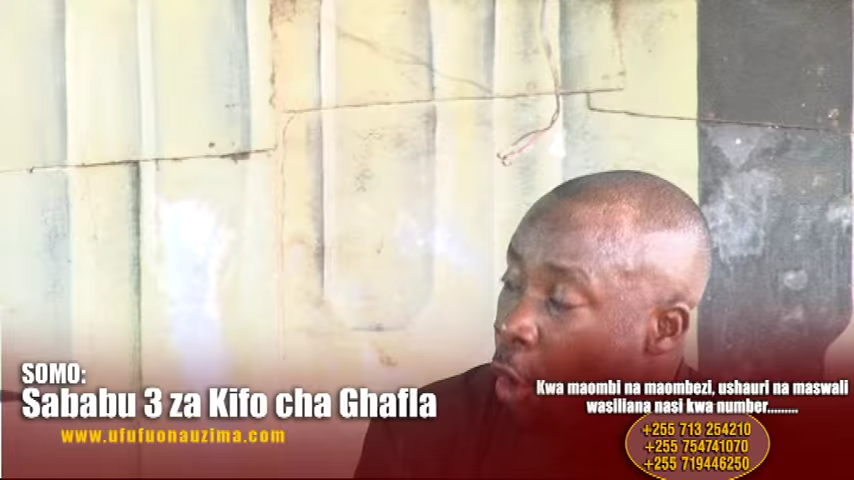 SOMO:
Sababu 3 za Kifo cha Ghafla
www.ufufuonauzima.com
Kwa maombi na maombezi, ushauri na maswali
wasiliana nasi kwa number.........
+255 713 254210
+255 754741070
+255 719446250